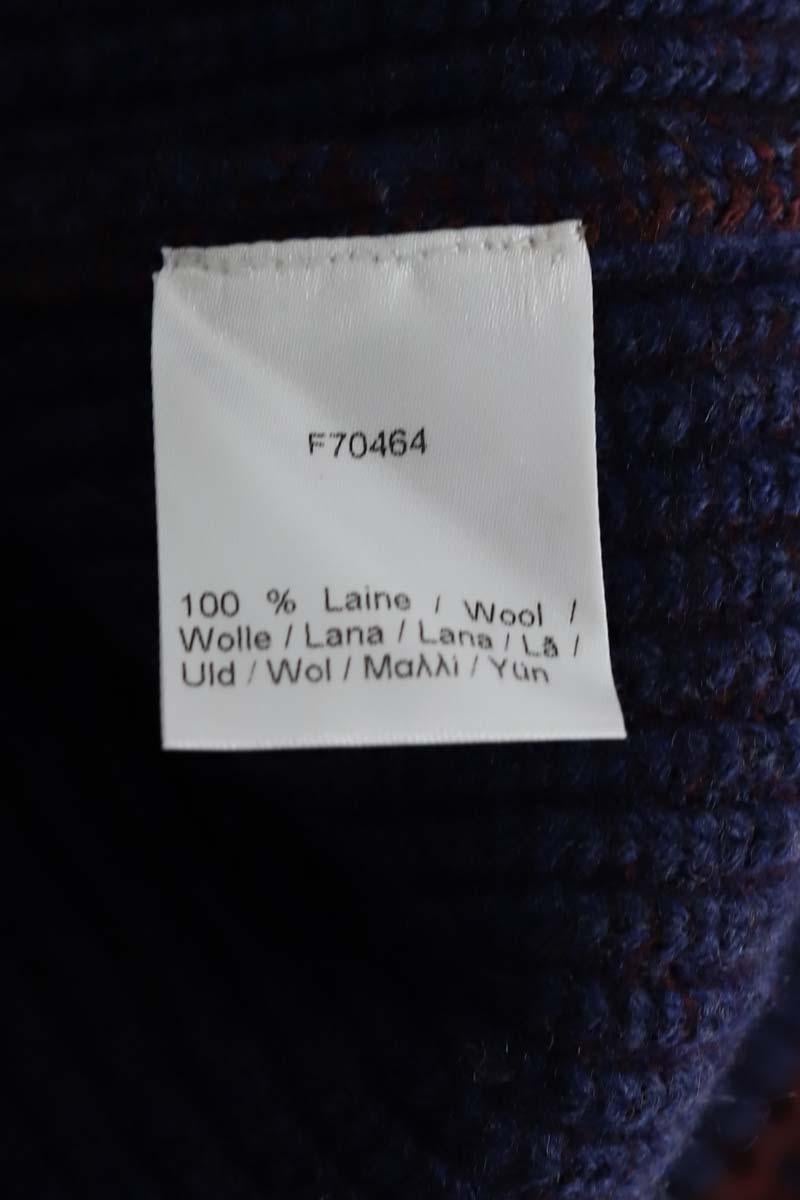 F70464
100 % Laine / Wool /
Wolle / Lana / Lana / Lã /
Uld / Wol / Μαλλί / Yün